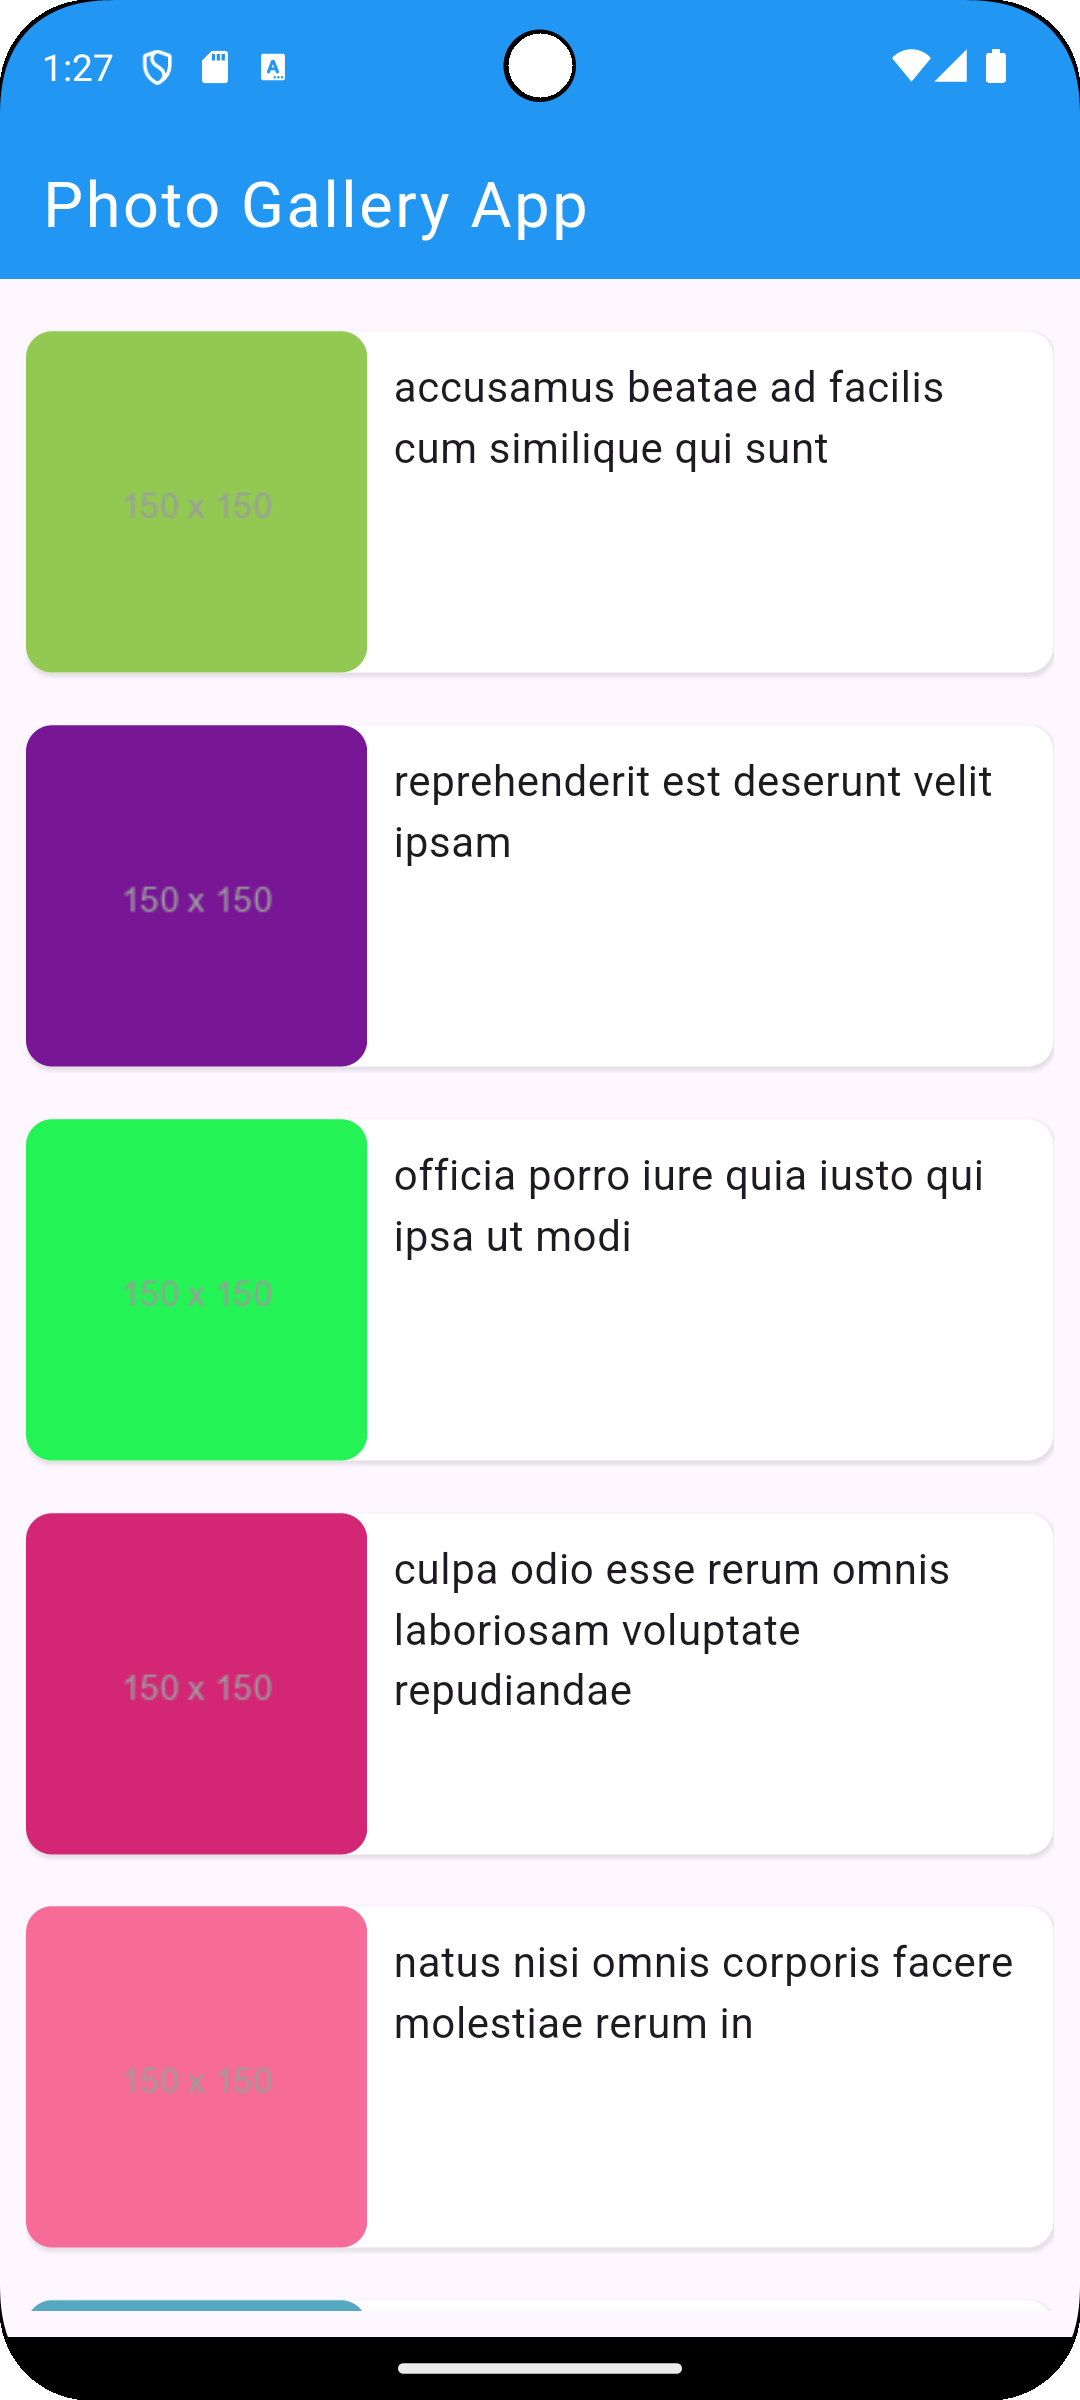 1:27
Photo Gallery App
150 x 150
accusamus beatae ad facilis
cum similique qui sunt
150 x 150
reprehenderit est deserunt velit
ipsam
150 x 150
officia porro iure quia iusto qui
ipsa ut modi
150 x 150
culpa odio esse rerum omnis
laboriosam voluptate
repudiandae
150 x 150
natus nisi omnis corporis facere
molestiae rerum in